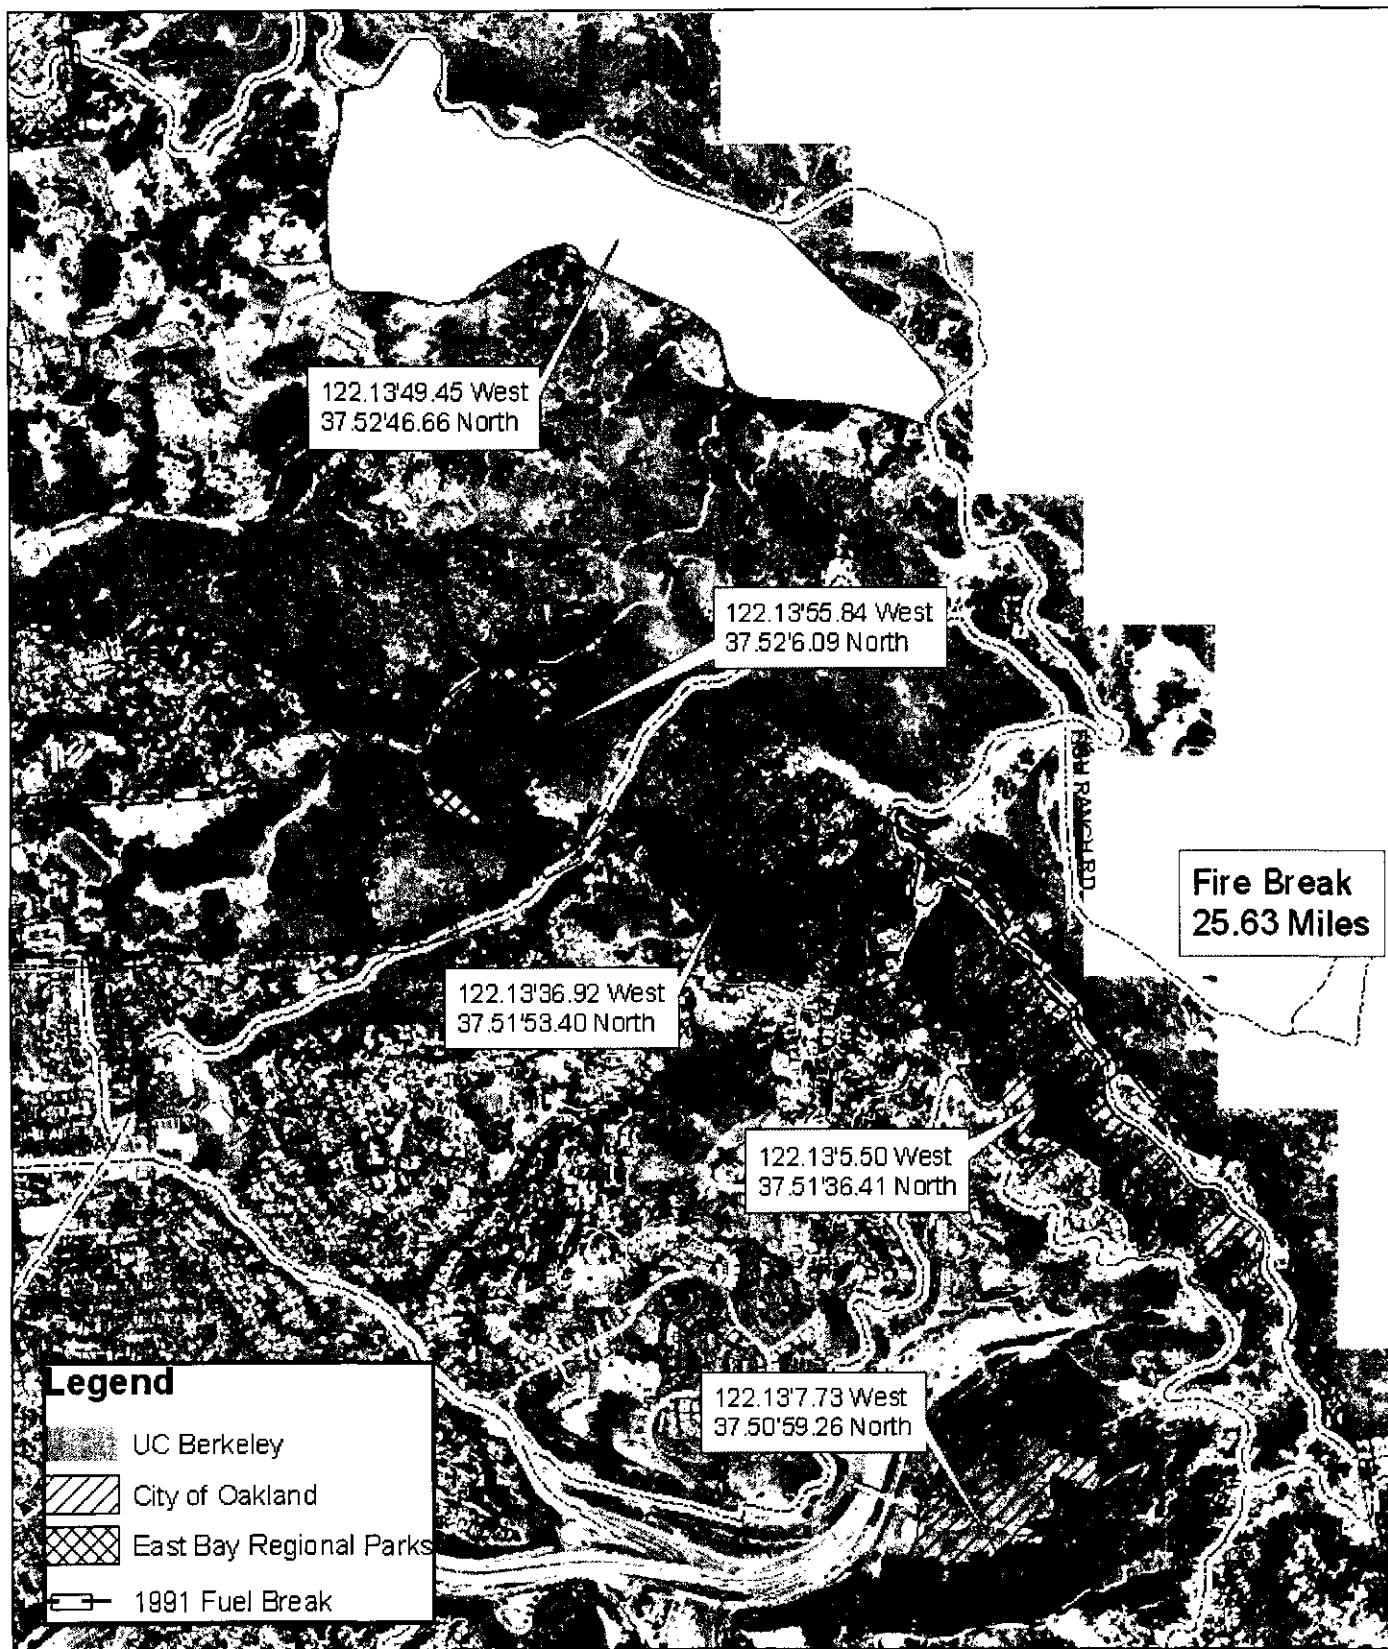 122.13'49.45 West
37.52'46.66 North
122.13'55.84 West
37.52'6.09 North
RANCH RD
Fire Break
25.63 Miles
122.13'36.92 West
37.51'53.40 North
122.13'5.50 West
37.51'36.41 North
122.13'7.73 West
37.50'59.26 North
Legend
UC Berkeley
City of Oakland
East Bay Regional Parks
1991 Fuel Break